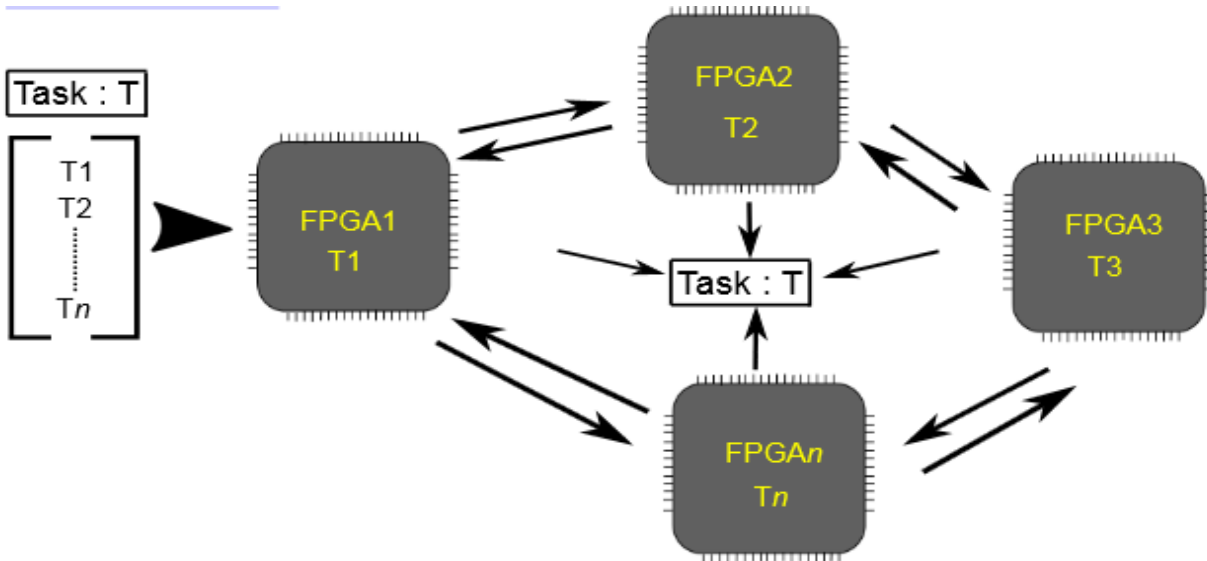 Task : T
T1
T2
Tn
FPGA1
T1
FPGA2
T2
FPGA3
T3
Task : T
FPGAn
Tn